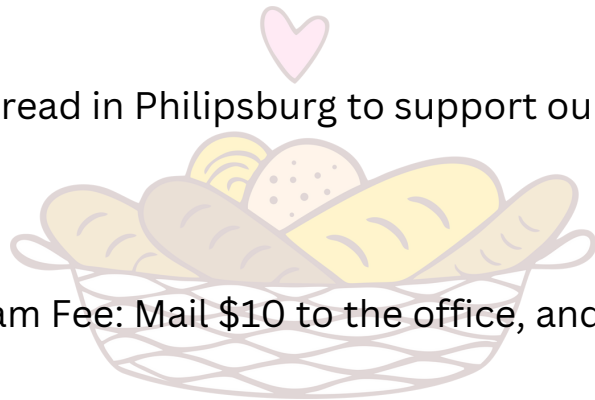 read in Philipsburg to support ou
am Fee: Mail $10 to the office, and